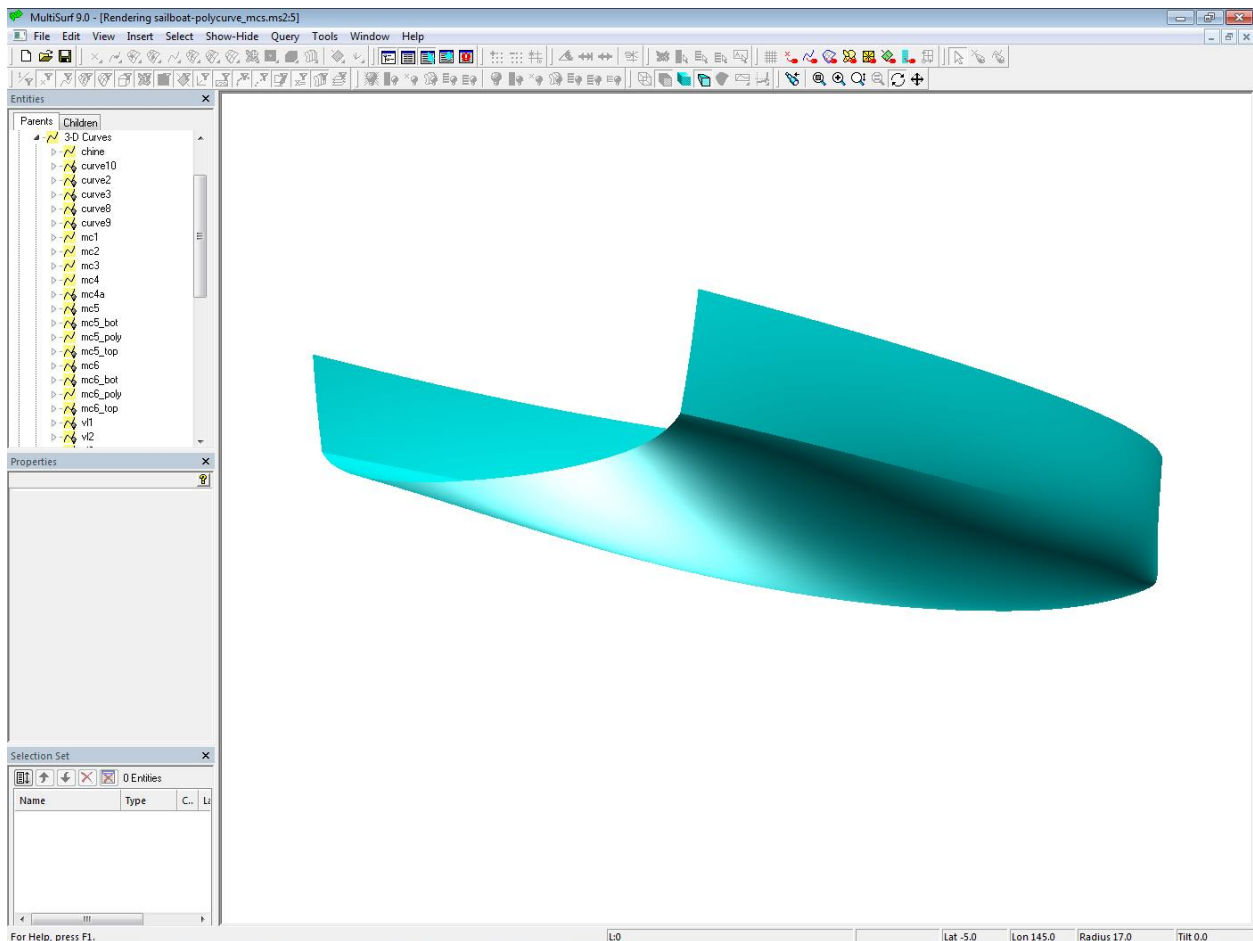 MultiSurf 9.0 - [Rendering sailboat-polycurve_mcs.ms2:5]
File Edit View Insert Select Show-Hide Query Tools Window Help
Entities
Parents Children
3-D Curves
chine
curve10
curve2
curve3
curve8
curve9
mc1
mc2
mc3
mc4
mc4a
mc5
mc5_bot
mc5_poly
mc5_top
mc6
mc6_bot
mc6_poly
mc6_top
vl1
vl2
Properties
Selection Set
0 Entities
Name Type C.. La
For Help, press F1. L:0 Lat -5.0 Lon 145.0 Radius 17.0 Tilt 0.0